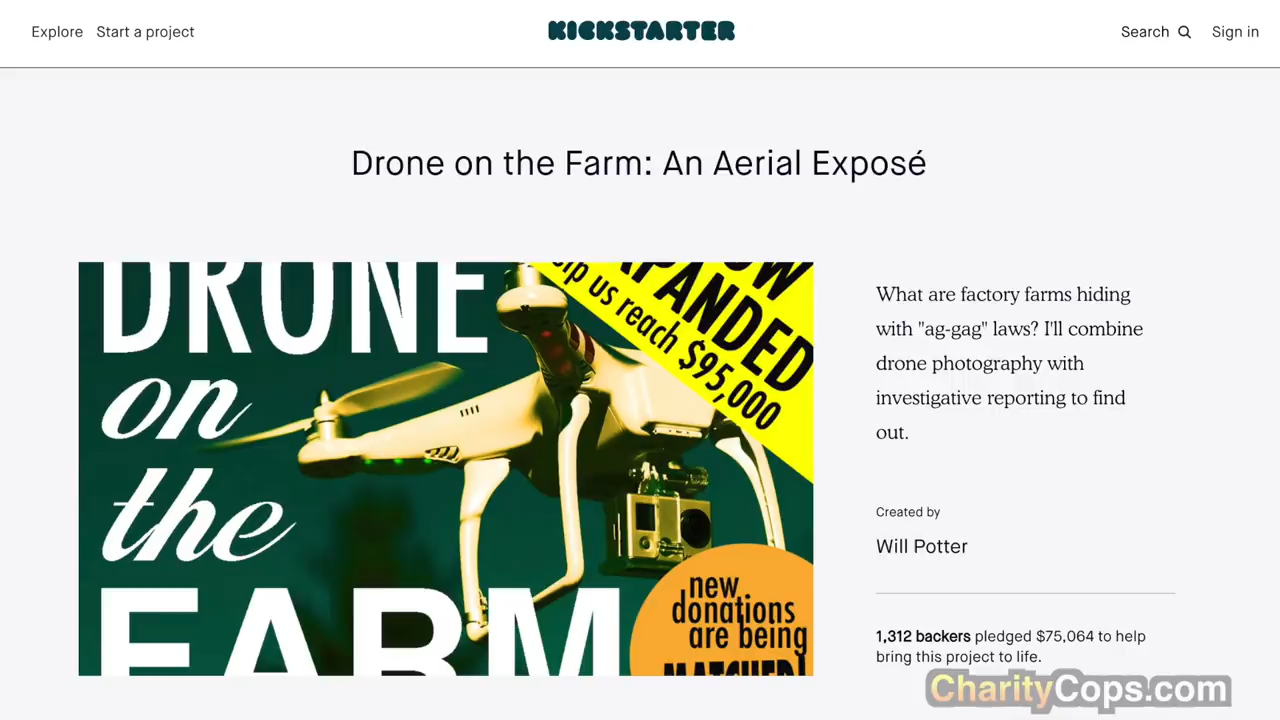 Explore Start a project
KICKSTARTER
Search Sign in
Drone on the Farm: An Aerial Exposé
DRONE
on
the
FARM
help us reach $95,000
new
donations
are being
MATCHED!
What are factory farms hiding
with "ag-gag" laws? I'll combine
drone photography with
investigative reporting to find
out.
Created by
Will Potter
1,312 backers pledged $75,064 to help
bring this project to life.
CharityCops.com